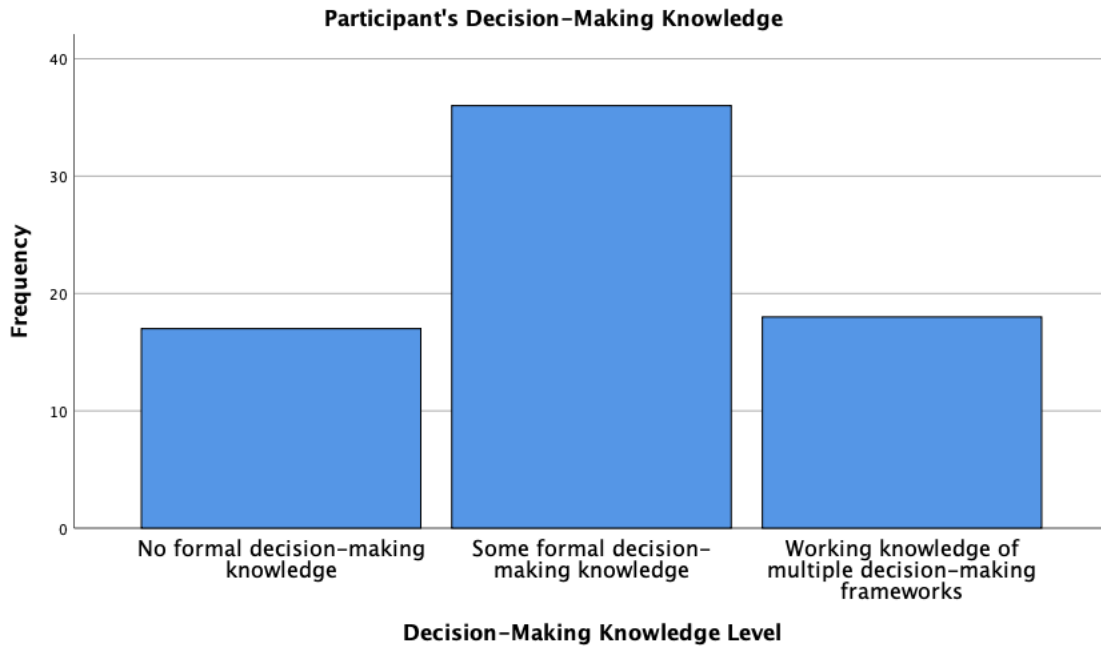 Participant's Decision-Making Knowledge
40
30
20
10
0
Frequency
No formal decision-making
knowledge
Some formal decision-
making knowledge
Working knowledge of
multiple decision-making
frameworks
Decision-Making Knowledge Level